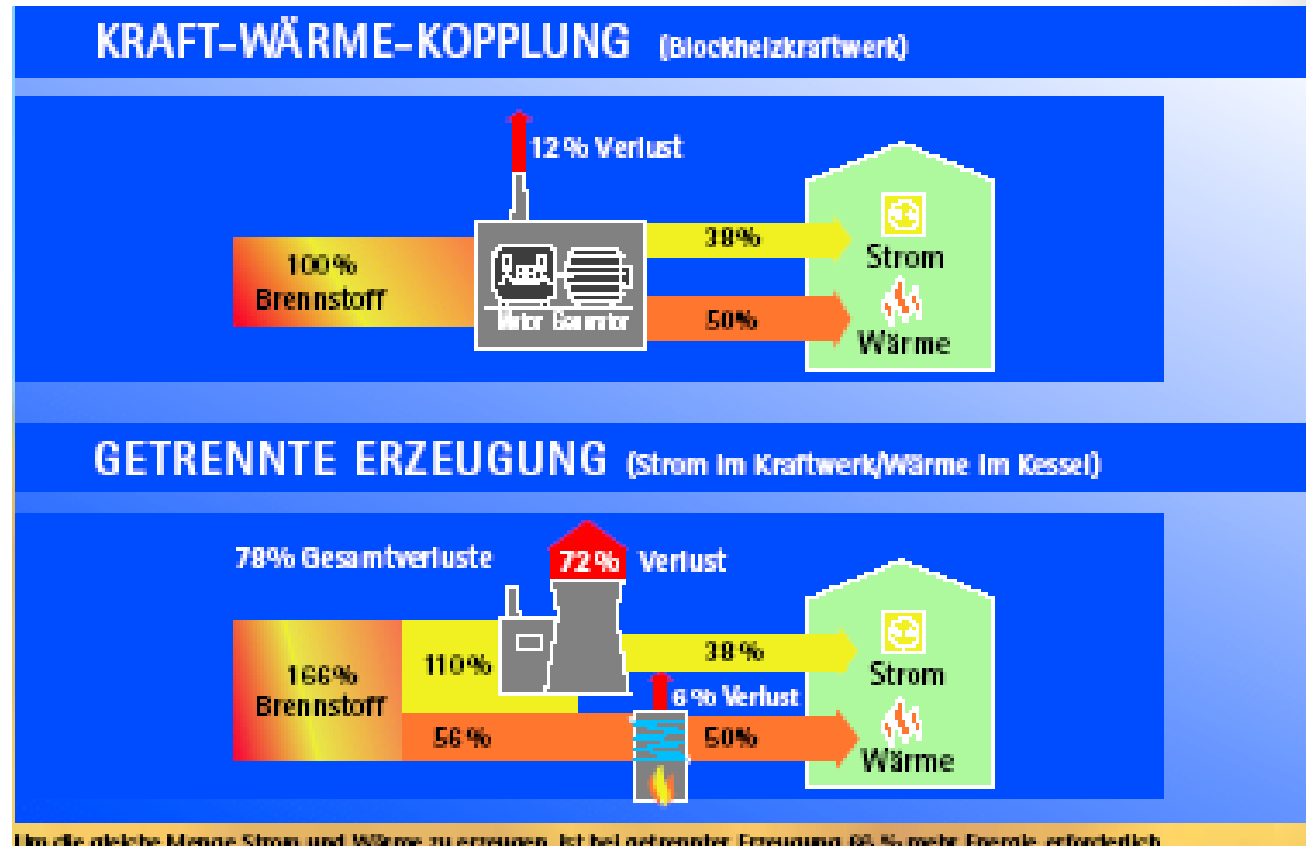 KRAFT-WÄRME-KOPPLUNG (Blockheizkraftwerk)
12% Verlust
100%
Brennstoff
Motor Generator
38%
50%
Strom
Wärme
GETRENNTE ERZEUGUNG (Strom im Kraftwerk/Wärme im Kessel)
78% Gesamtverluste
72% Verlust
166%
Brennstoff
110%
56%
38%
6% Verlust
50%
Strom
Wärme
Um die gleiche Menge Strom und Wärme zu erzeugen, ist bei getrennter Erzeugung 66 % mehr Energie erforderlich